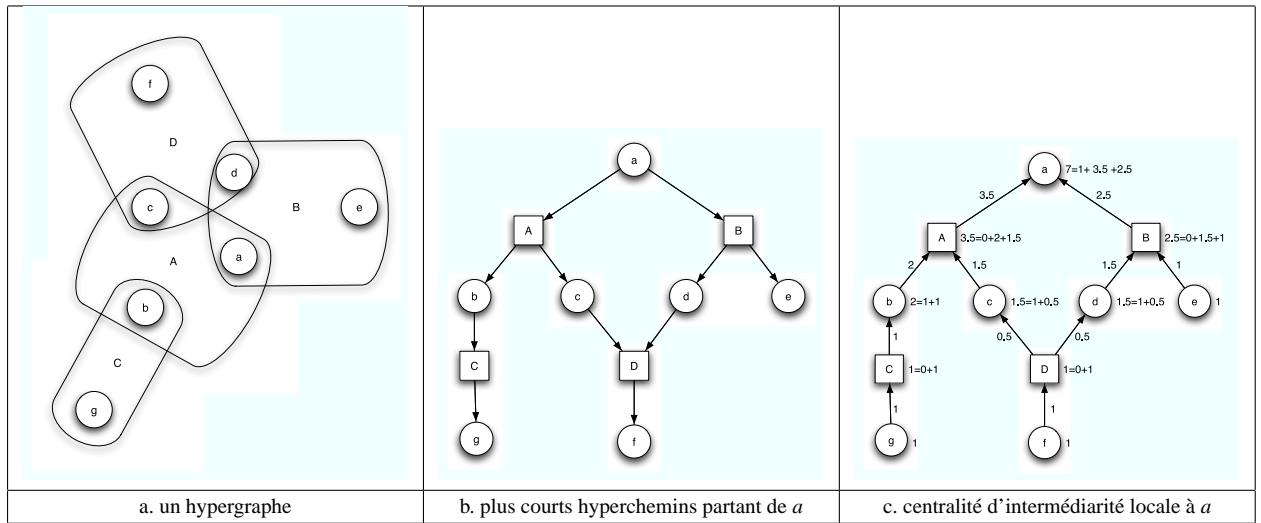 f
D
d
B
e
c
a
A
b
C
g
a. un hypergraphe
a
A
B
b
c
d
e
C
D
g
f
b. plus courts hyperchemins partant de a
a
7=1+ 3.5 +2.5
3.5
2.5
A
3.5=0+2+1.5
B
2.5=0+1.5+1
2
1.5
1.5
1
b
2=1+1
c
1.5=1+0.5
d
1.5=1+0.5
e
1
1
0.5
0.5
C
1=0+1
D
1=0+1
1
1
g
1
f
1
c. centralité d'intermédiarité locale à a